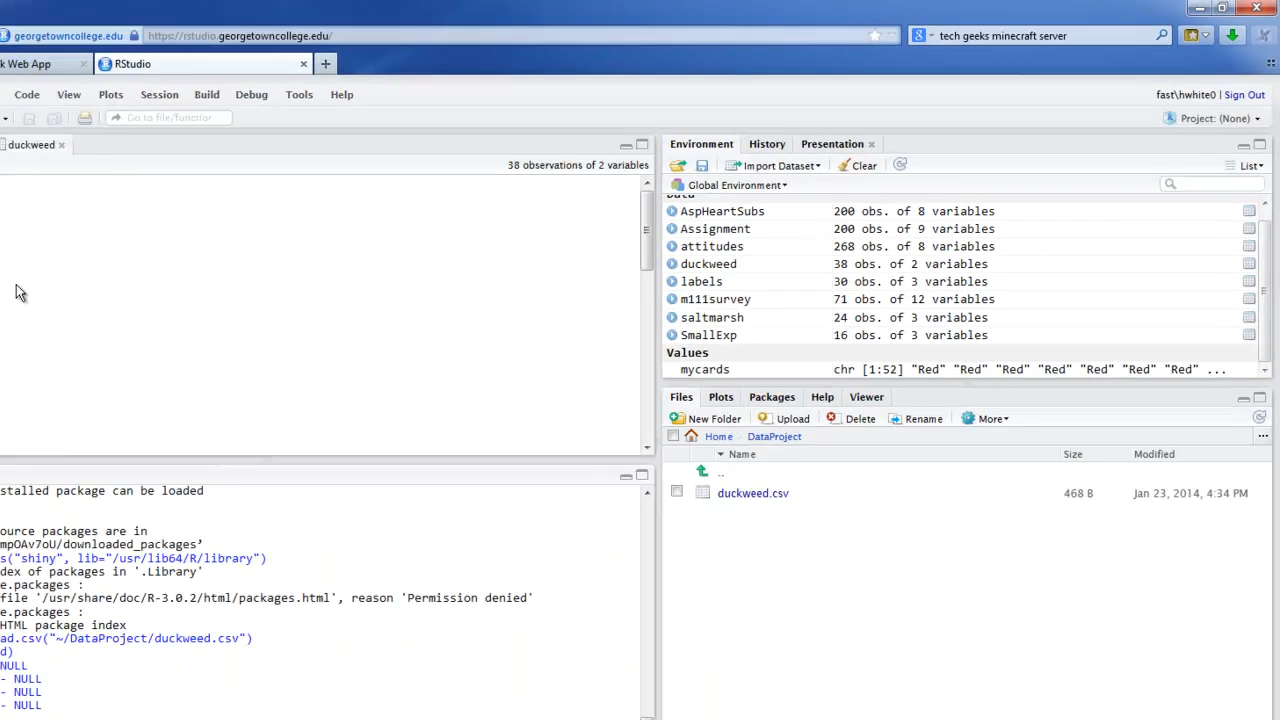 georgetowncollege.edu https://rstudio.georgetowncollege.edu/ tech geeks minecraft server
k Web App RStudio
Code View Plots Session Build Debug Tools Help fast\hwhite0 | Sign Out
Go to file/function Project: (None)
duckweed
38 observations of 2 variables
Environment History Presentation
Import Dataset Clear List
Global Environment
Data
AspHeartSubs 200 obs. of 8 variables
Assignment 200 obs. of 9 variables
attitudes 268 obs. of 8 variables
duckweed 38 obs. of 2 variables
labels 30 obs. of 3 variables
m111survey 71 obs. of 12 variables
saltmarsh 24 obs. of 3 variables
SmallExp 16 obs. of 3 variables
Values
mycards chr [1:52] "Red" "Red" "Red" "Red" "Red" "Red" "Red" ...
Files Plots Packages Help Viewer
New Folder Upload Delete Rename More
Home DataProject
Name Size Modified
..
duckweed.csv 468 B Jan 23, 2014, 4:34 PM
stalled package can be loaded
ource packages are in
mpOAv7oU/downloaded_packages’
s("shiny", lib="/usr/lib64/R/library")
dex of packages in '.Library'
e.packages :
file '/usr/share/doc/R-3.0.2/html/packages.html', reason 'Permission denied'
e.packages :
HTML package index
ad.csv("~/DataProject/duckweed.csv")
d)
NULL
- NULL
- NULL
- NULL